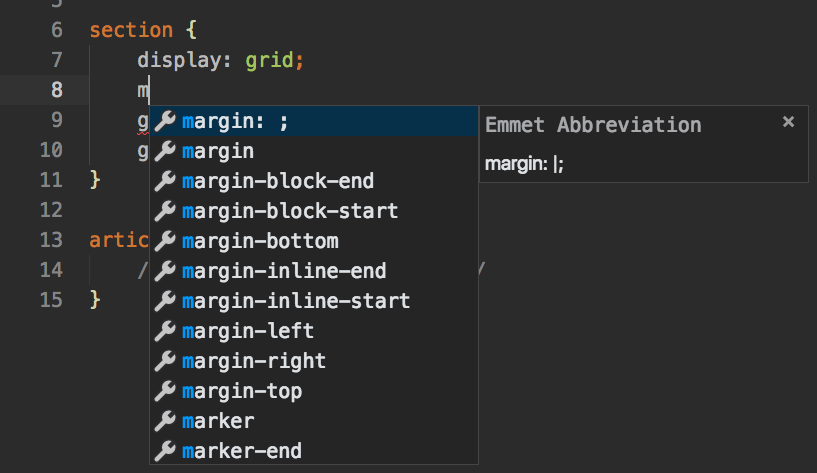 5
6 section {
7 display: grid;
8 m
9 g
10 g
11 }
12
13 artic
14 / /
15 }
margin: ;
margin
margin-block-end
margin-block-start
margin-bottom
margin-inline-end
margin-inline-start
margin-left
margin-right
margin-top
marker
marker-end
Emmet Abbreviation ×
margin: |;